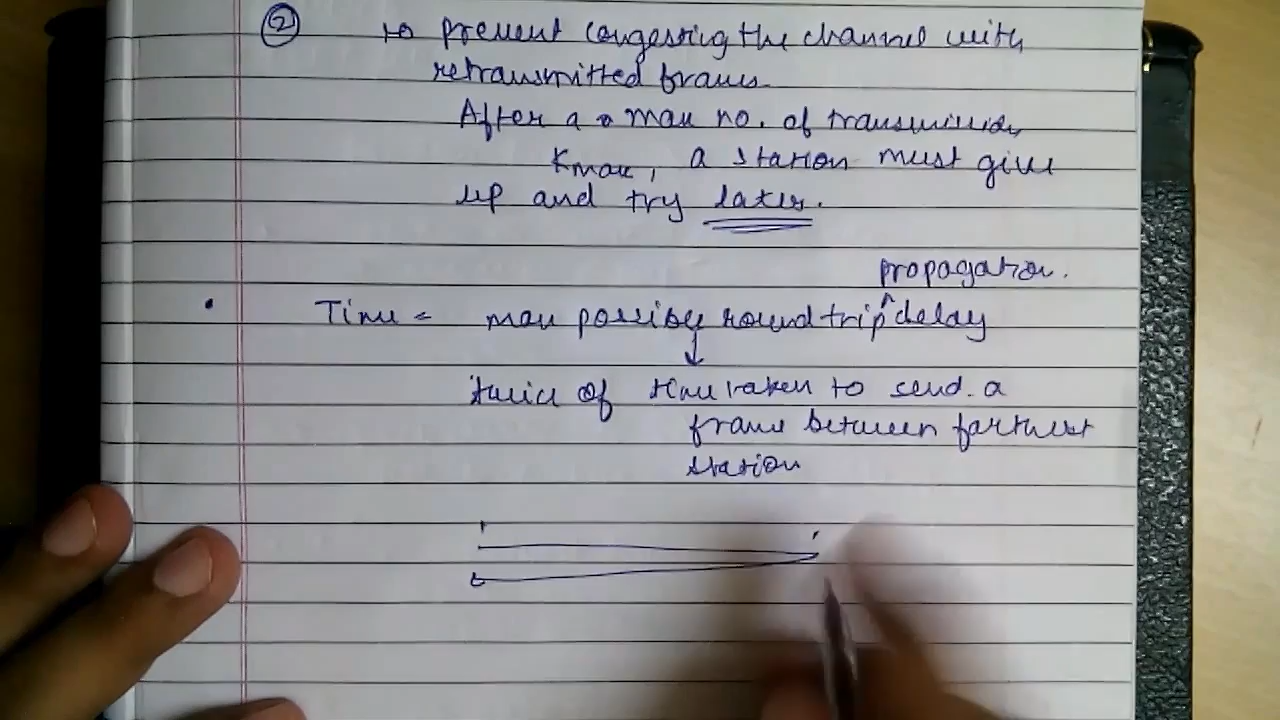 ② to prevent congesting the channel with
retransmitted frames
After a max no. of transmission
Kmax, a station must give
up and try later.
propagation.
• Time = max possible round trip ^ delay
↓
twice of time taken to send a
frame between farthest
station